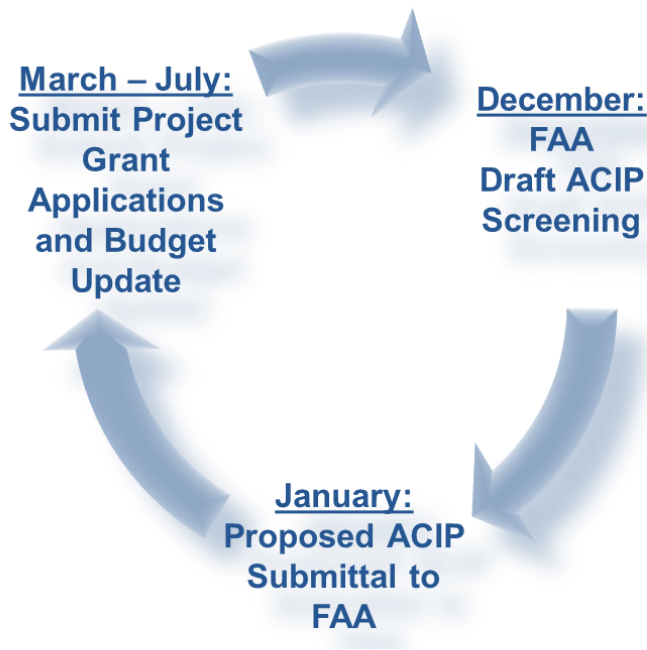 March – July:
Submit Project
Grant
Applications
and Budget
Update
December:
FAA
Draft ACIP
Screening
January:
Proposed ACIP
Submittal to
FAA